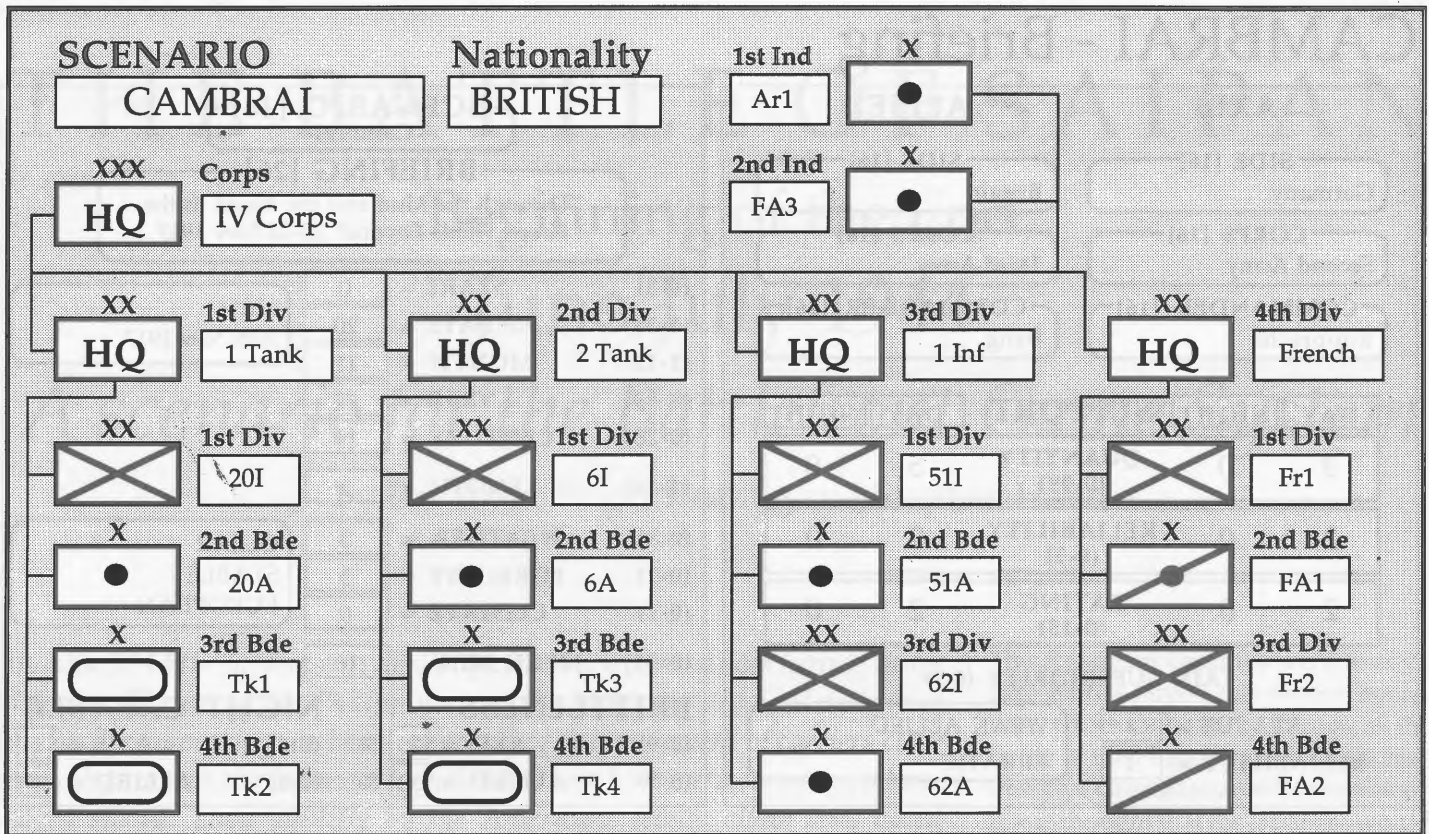 SCENARIO
CAMBRAI
Nationality
BRITISH
1st Ind
Ar1
X
2nd Ind
FA3
X
XXX
HQ
Corps
IV Corps
XX
HQ
1st Div
1 Tank
XX
HQ
2nd Div
2 Tank
XX
HQ
3rd Div
1 Inf
XX
HQ
4th Div
French
XX
1st Div
20I
XX
1st Div
6I
XX
1st Div
51I
XX
1st Div
Fr1
X
2nd Bde
20A
X
2nd Bde
6A
X
2nd Bde
51A
X
2nd Bde
FA1
X
3rd Bde
Tk1
X
3rd Bde
Tk3
XX
3rd Div
62I
XX
3rd Div
Fr2
X
4th Bde
Tk2
X
4th Bde
Tk4
X
4th Bde
62A
X
4th Bde
FA2